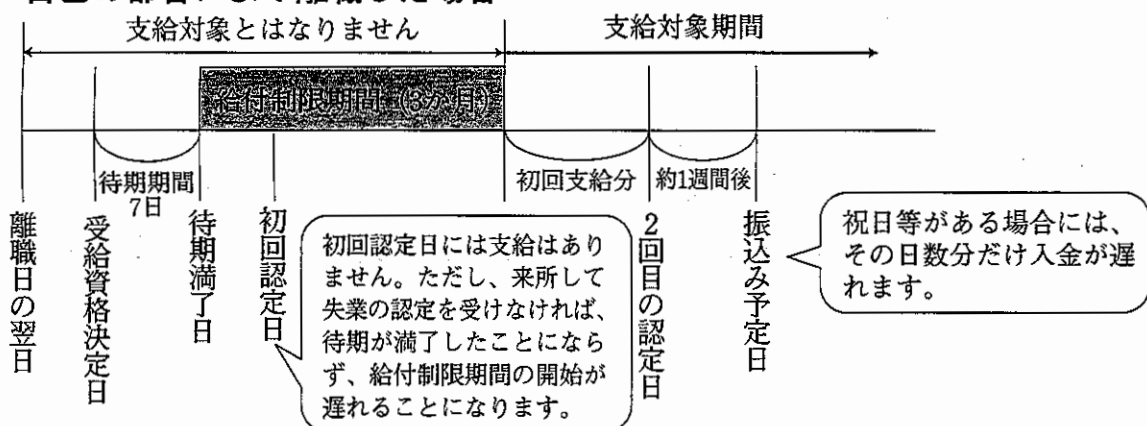 支給対象とはなりません
支給対象期間
給付制限期間(3か月)
待期期間
7日
初回支給分
約1週間後
離職日の翌日
受給資格決定日
待期満了日
初回認定日
初回認定日には支給はあり
ません。ただし、来所して
失業の認定を受けなければ、
待期が満了したことになら
ず、給付制限期間の開始が
遅れることになります。
2回目の認定日
振込み予定日
祝日等がある場合には、
その日数分だけ入金が遅
れます。